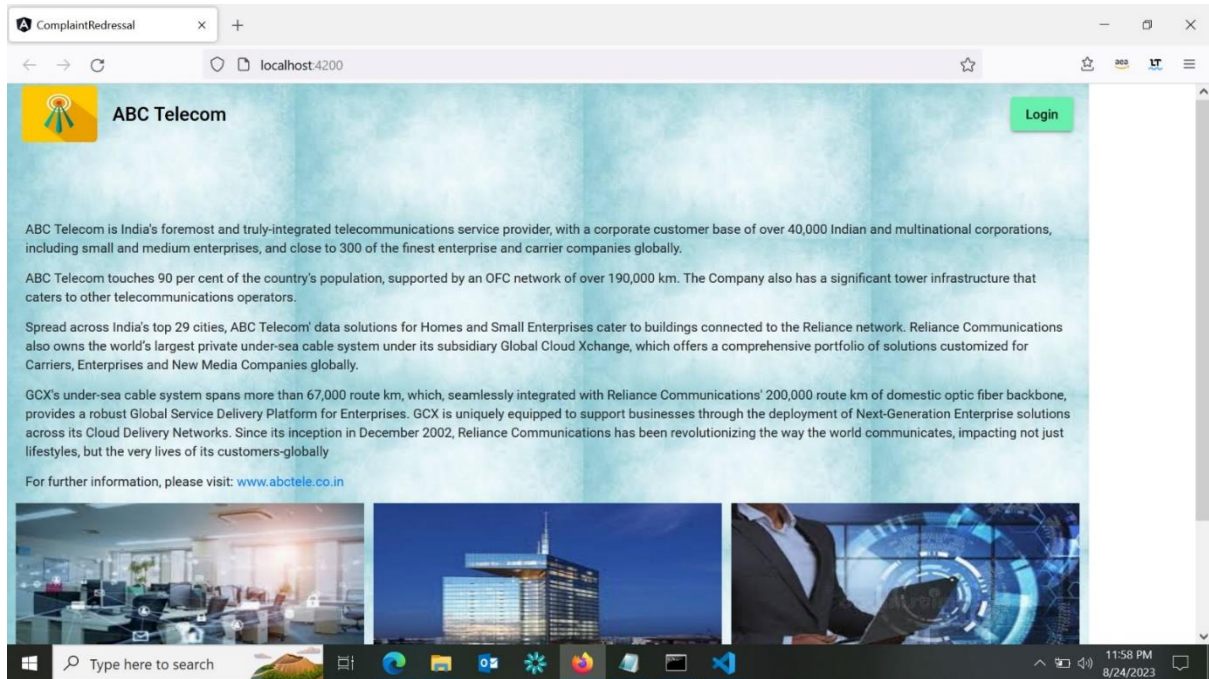 ComplaintRedressal
localhost:4200
ABC Telecom
Login
ABC Telecom is India's foremost and truly-integrated telecommunications service provider, with a corporate customer base of over 40,000 Indian and multinational corporations,
including small and medium enterprises, and close to 300 of the finest enterprise and carrier companies globally.
ABC Telecom touches 90 per cent of the country's population, supported by an OFC network of over 190,000 km. The Company also has a significant tower infrastructure that
caters to other telecommunications operators.
Spread across India's top 29 cities, ABC Telecom' data solutions for Homes and Small Enterprises cater to buildings connected to the Reliance network. Reliance Communications
also owns the world's largest private under-sea cable system under its subsidiary Global Cloud Xchange, which offers a comprehensive portfolio of solutions customized for
Carriers, Enterprises and New Media Companies globally.
GCX's under-sea cable system spans more than 67,000 route km, which, seamlessly integrated with Reliance Communications' 200,000 route km of domestic optic fiber backbone,
provides a robust Global Service Delivery Platform for Enterprises. GCX is uniquely equipped to support businesses through the deployment of Next-Generation Enterprise solutions
across its Cloud Delivery Networks. Since its inception in December 2002, Reliance Communications has been revolutionizing the way the world communicates, impacting not just
lifestyles, but the very lives of its customers-globally
For further information, please visit: www.abctele.co.in
Type here to search
11:58 PM
8/24/2023